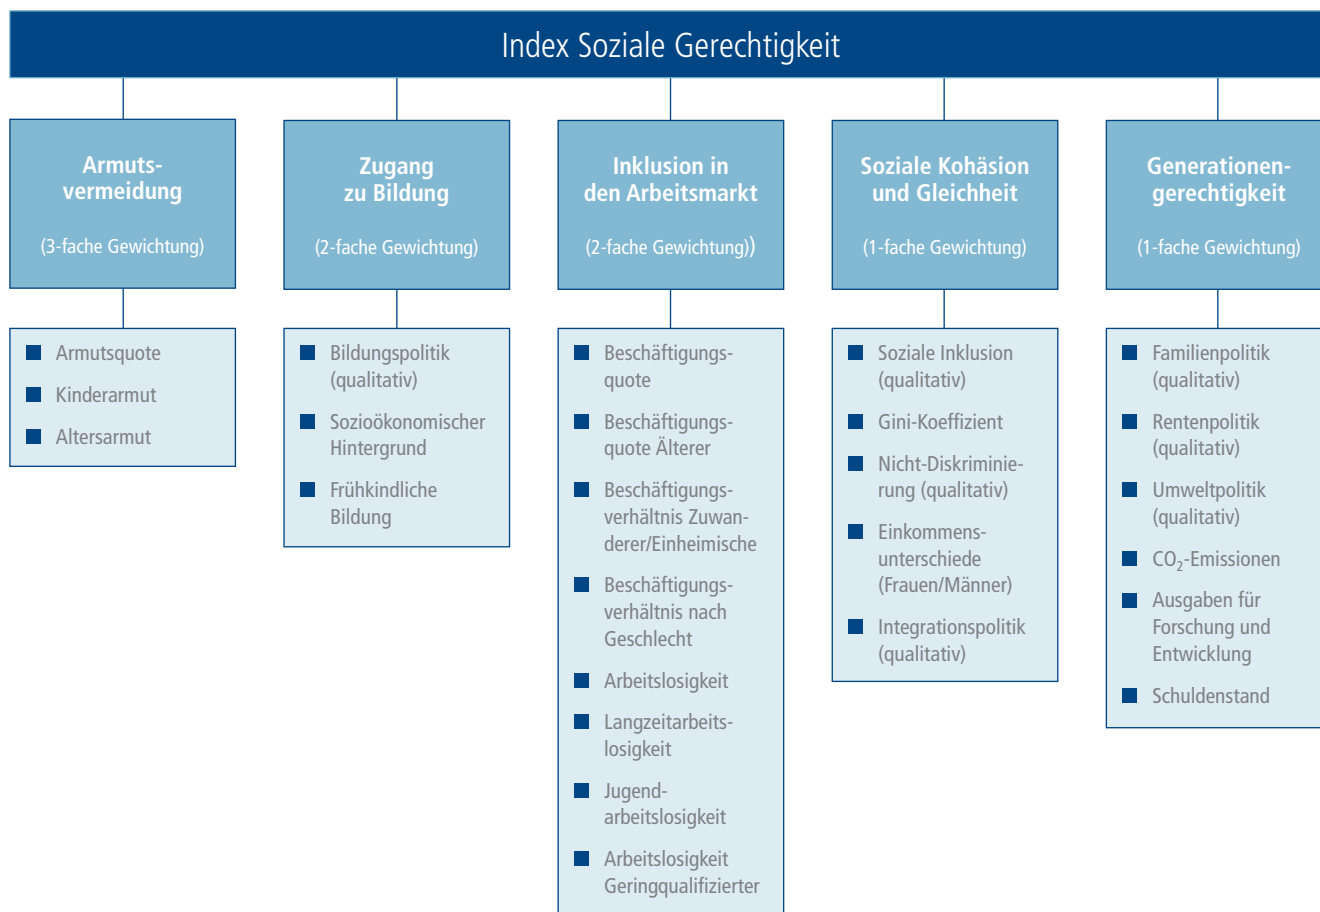 Index Soziale Gerechtigkeit
Armuts-
vermeidung
(3-fache Gewichtung)
Armutsquote
Kinderarmut
Altersarmut
Zugang
zu Bildung
(2-fache Gewichtung)
Bildungspolitik
(qualitativ)
Sozioökonomischer
Hintergrund
Frühkindliche
Bildung
Inklusion in
den Arbeitsmarkt
(2-fache Gewichtung))
Beschäftigungs-
quote
Beschäftigungs-
quote Älterer
Beschäftigungs-
verhältnis Zuwan-
derer/Einheimische
Beschäftigungs-
verhältnis nach
Geschlecht
Arbeitslosigkeit
Langzeitarbeits-
losigkeit
Jugend-
arbeitslosigkeit
Arbeitslosigkeit
Geringqualifizierter
Soziale Kohäsion
und Gleichheit
(1-fache Gewichtung)
Soziale Inklusion
(qualitativ)
Gini-Koeffizient
Nicht-Diskriminie-
rung (qualitativ)
Einkommens-
unterschiede
(Frauen/Männer)
Integrationspolitik
(qualitativ)
Generationen-
gerechtigkeit
(1-fache Gewichtung)
Familienpolitik
(qualitativ)
Rentenpolitik
(qualitativ)
Umweltpolitik
(qualitativ)
CO₂-Emissionen
Ausgaben für
Forschung und
Entwicklung
Schuldenstand